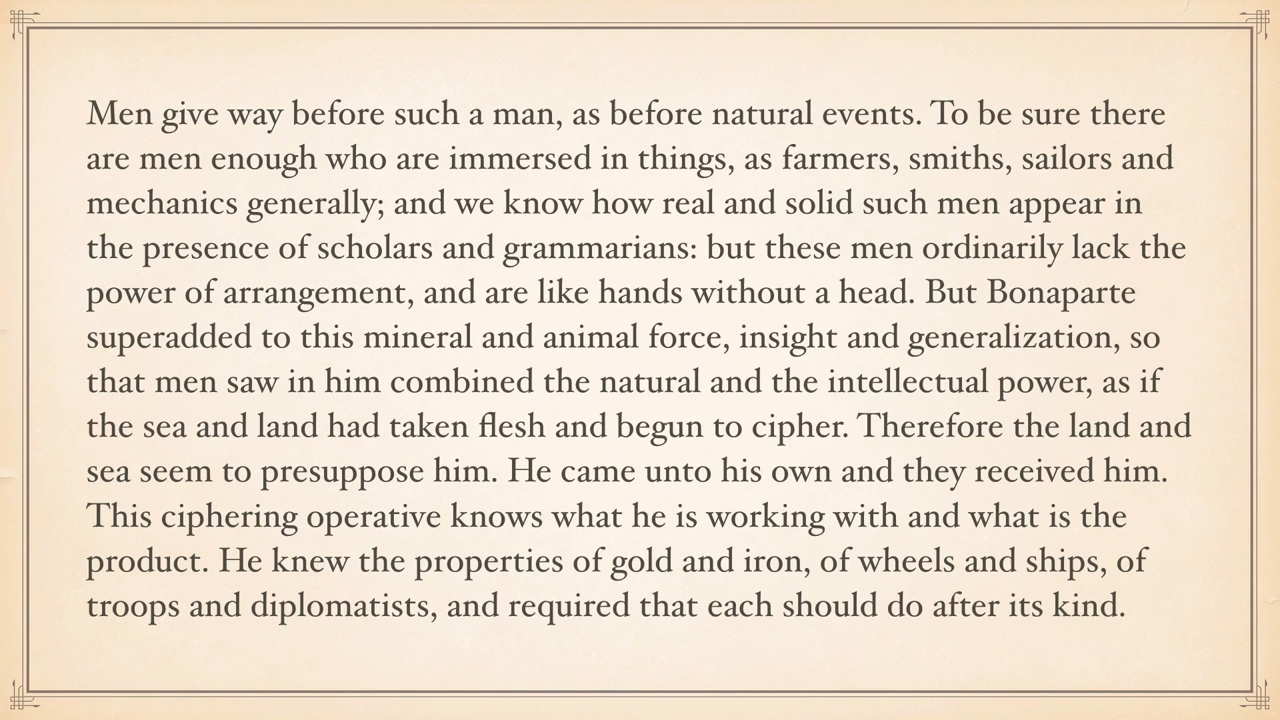 Men give way before such a man, as before natural events. To be sure there
are men enough who are immersed in things, as farmers, smiths, sailors and
mechanics generally; and we know how real and solid such men appear in
the presence of scholars and grammarians: but these men ordinarily lack the
power of arrangement, and are like hands without a head. But Bonaparte
superadded to this mineral and animal force, insight and generalization, so
that men saw in him combined the natural and the intellectual power, as if
the sea and land had taken flesh and begun to cipher. Therefore the land and
sea seem to presuppose him. He came unto his own and they received him.
This ciphering operative knows what he is working with and what is the
product. He knew the properties of gold and iron, of wheels and ships, of
troops and diplomatists, and required that each should do after its kind.